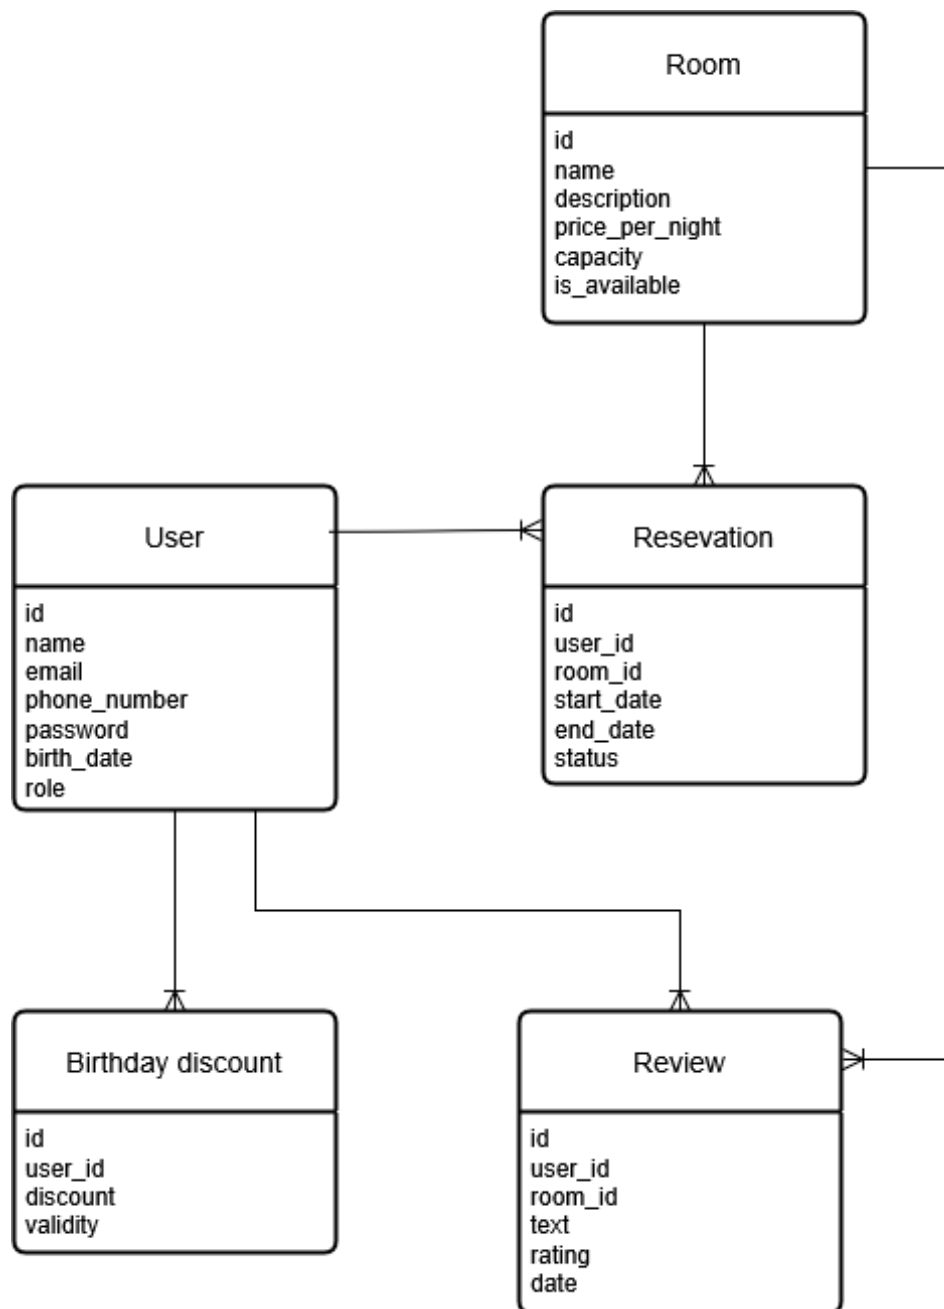 Room
id
name
description
price_per_night
capacity
is_available
User
id
name
email
phone_number
password
birth_date
role
Resevation
id
user_id
room_id
start_date
end_date
status
Birthday discount
id
user_id
discount
validity
Review
id
user_id
room_id
text
rating
date